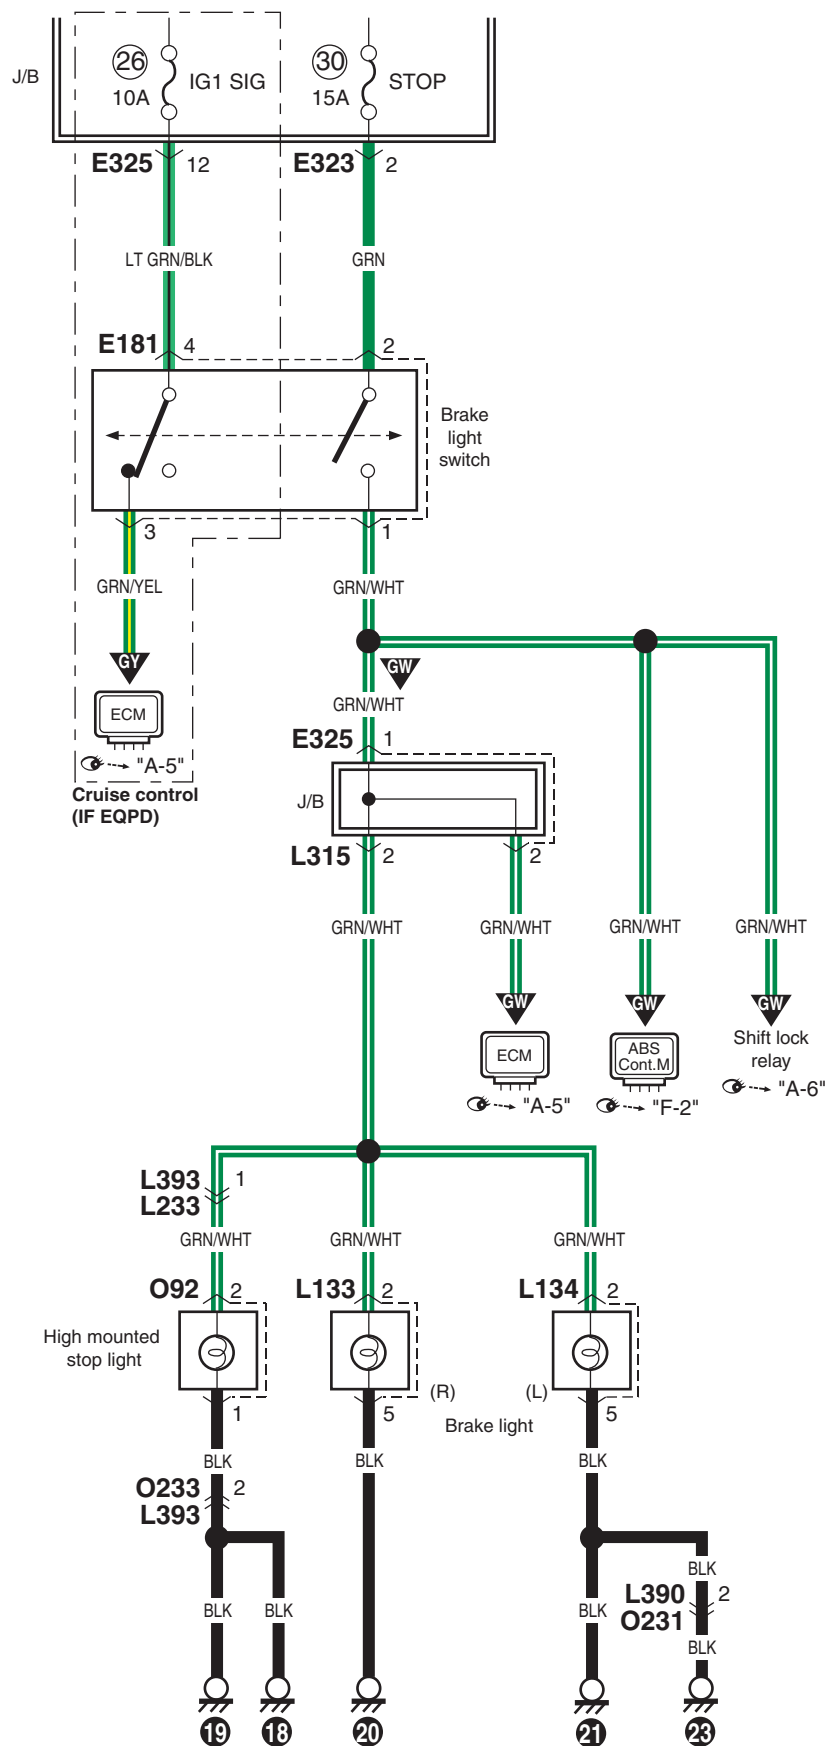 J/B
26
10A
IG1 SIG
30
15A
STOP
E325
12
E323
2
LT GRN/BLK
GRN
E181
4
2
Brake
light
switch
3
1
GRN/YEL
GRN/WHT
GY
GW
ECM
"A-5"
Cruise control
(IF EQPD)
GRN/WHT
E325
1
J/B
L315
2
2
GRN/WHT
GRN/WHT
GRN/WHT
GRN/WHT
GW
GW
GW
ECM
"A-5"
ABS
Cont.M
"F-2"
Shift lock
relay
"A-6"
L393
1
L233
GRN/WHT
GRN/WHT
GRN/WHT
O92
2
L133
2
L134
2
High mounted
stop light
(R)
(L)
Brake light
1
5
5
BLK
BLK
BLK
O233
2
L393
BLK
BLK
BLK
BLK
L390
2
O231
BLK
19
18
20
21
23